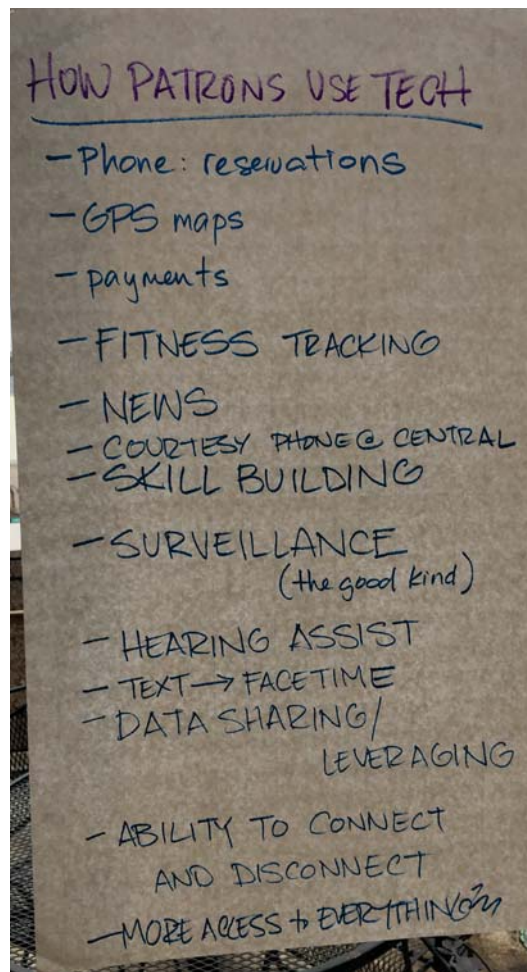 HOW PATRONS USE TECH
- Phone: reservations
- GPS maps
- payments
- FITNESS TRACKING
- NEWS
- COURTESY PHONE @ CENTRAL
- SKILL BUILDING
- SURVEILLANCE
(the good kind)
- HEARING ASSIST
- TEXT → FACETIME
- DATA SHARING/
LEVERAGING
- ABILITY TO CONNECT
AND DISCONNECT
- MORE ACCESS to EVERYTHING